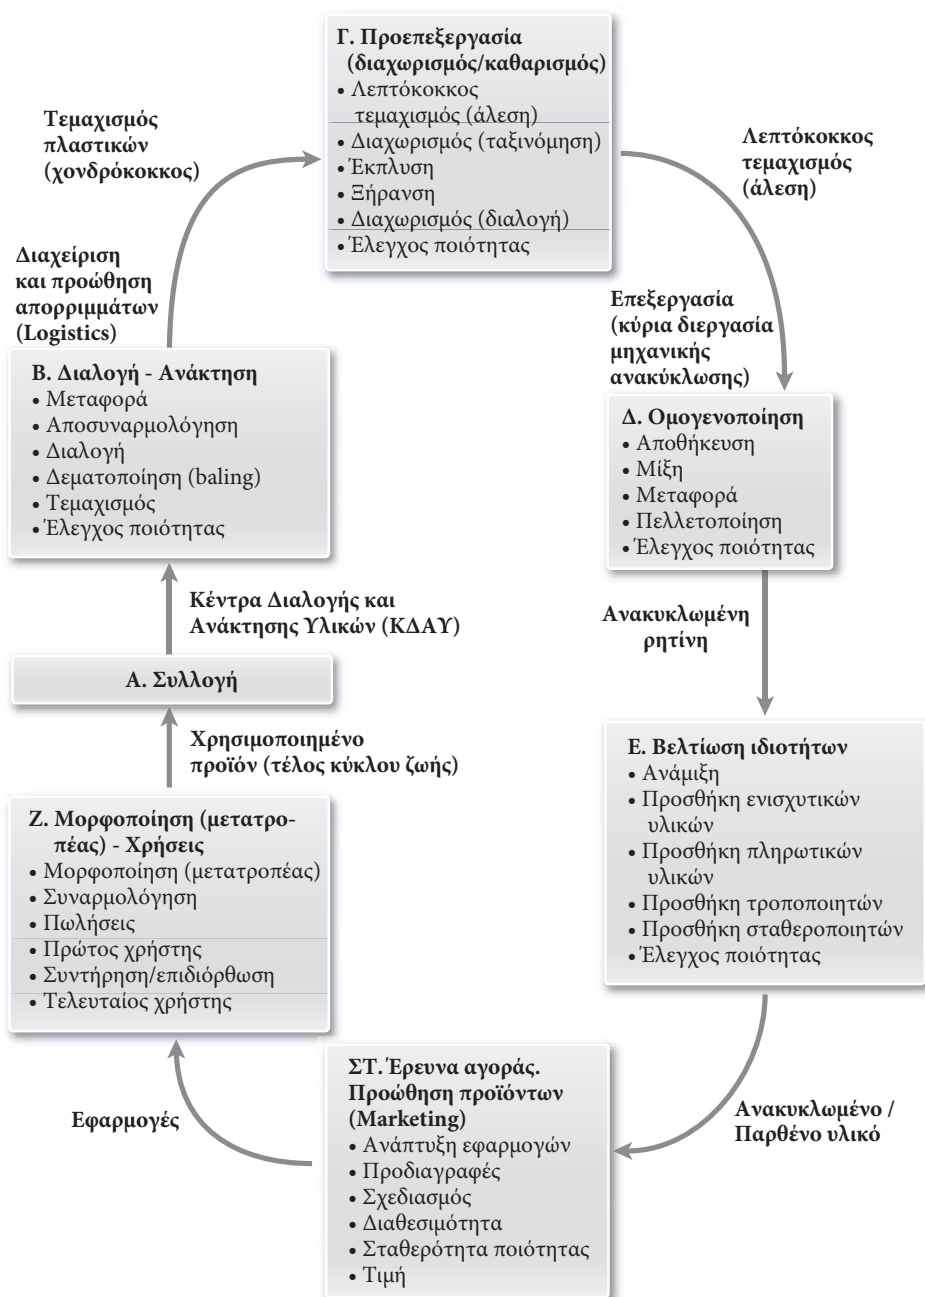 Γ. Προεπεξεργασία
(διαχωρισμός/καθαρισμός)
• Λεπτόκοκκος
τεμαχισμός (άλεση)
• Διαχωρισμός (ταξινόμηση)
• Έκπλυση
• Ξήρανση
• Διαχωρισμός (διαλογή)
• Έλεγχος ποιότητας
Τεμαχισμός
πλαστικών
(χονδρόκοκκος)
Λεπτόκοκκος
τεμαχισμός
(άλεση)
Διαχείριση
και προώθηση
απορριμμάτων
(Logistics)
Επεξεργασία
(κύρια διεργασία
μηχανικής
ανακύκλωσης)
Β. Διαλογή - Ανάκτηση
• Μεταφορά
• Αποσυναρμολόγηση
• Διαλογή
• Δεματοποίηση (baling)
• Τεμαχισμός
• Έλεγχος ποιότητας
Δ. Ομογενοποίηση
• Αποθήκευση
• Μίξη
• Μεταφορά
• Πελλετοποίηση
• Έλεγχος ποιότητας
Κέντρα Διαλογής και
Ανάκτησης Υλικών (ΚΔΑΥ)
Ανακυκλωμένη
ρητίνη
Α. Συλλογή
Χρησιμοποιημένο
προϊόν (τέλος κύκλου ζωής)
Ε. Βελτίωση ιδιοτήτων
• Ανάμιξη
• Προσθήκη ενισχυτικών
υλικών
• Προσθήκη πληρωτικών
υλικών
• Προσθήκη τροποποιητών
• Προσθήκη σταθεροποιητών
• Έλεγχος ποιότητας
Ζ. Μορφοποίηση (μετατρο-
πέας) - Χρήσεις
• Μορφοποίηση (μετατροπέας)
• Συναρμολόγηση
• Πωλήσεις
• Πρώτος χρήστης
• Συντήρηση/επιδιόρθωση
• Τελευταίος χρήστης
ΣΤ. Έρευνα αγοράς.
Προώθηση προϊόντων
(Marketing)
• Ανάπτυξη εφαρμογών
• Προδιαγραφές
• Σχεδιασμός
• Διαθεσιμότητα
• Σταθερότητα ποιότητας
• Τιμή
Εφαρμογές
Ανακυκλωμένο /
Παρθένο υλικό